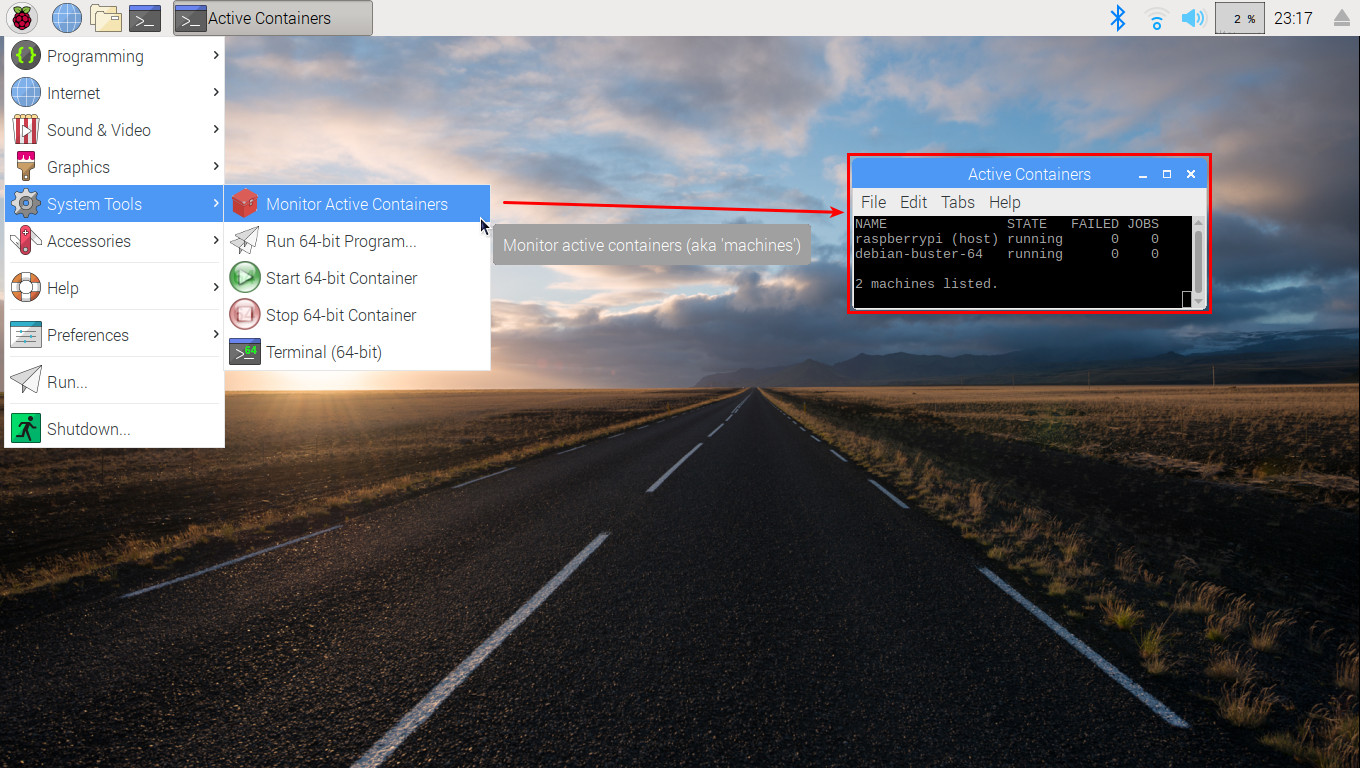 Active Containers
2 %
23:17
Programming
Internet
Sound & Video
Graphics
System Tools
Accessories
Help
Preferences
Run...
Shutdown...
Monitor Active Containers
Run 64-bit Program...
Start 64-bit Container
Stop 64-bit Container
64
Terminal (64-bit)
Monitor active containers (aka 'machines')
Active Containers
File Edit Tabs Help
NAME STATE FAILED JOBS
raspberrypi (host) running 0 0
debian-buster-64 running 0 0
2 machines listed.